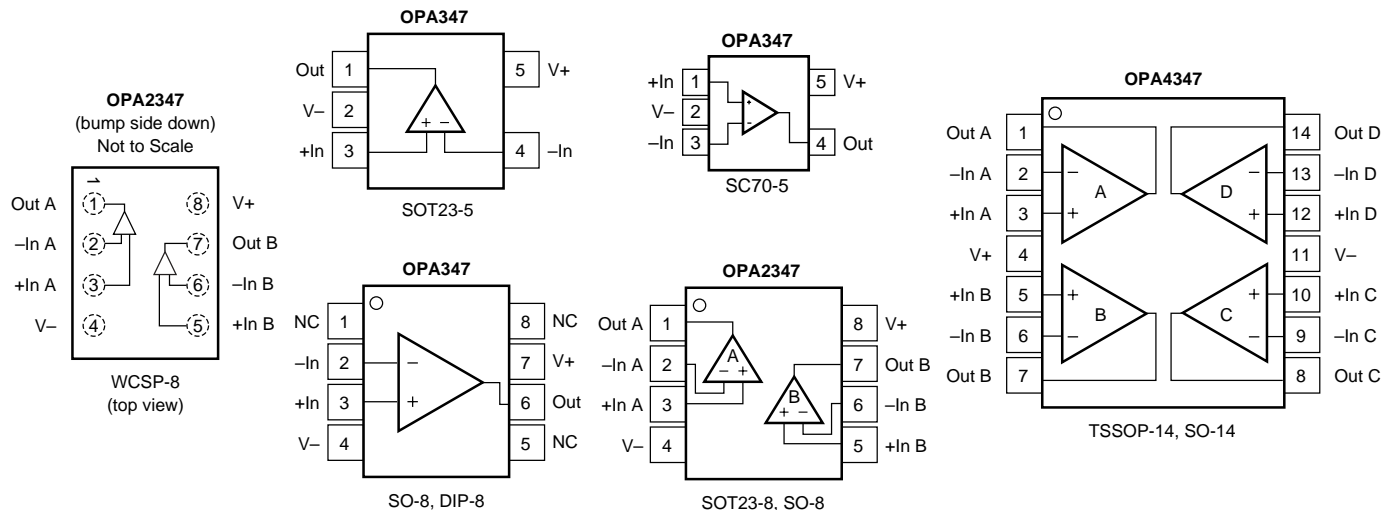 OPA2347
(bump side down)
Not to Scale
1
Out A 1 8 V+
–In A 2 7 Out B
+In A 3 6 –In B
V– 4 5 +In B
WCSP-8
(top view)
OPA347
Out 1 5 V+
V– 2
+In 3 4 –In
+ −
SOT23-5
OPA347
+In 1 5 V+
V– 2
–In 3 4 Out
+
-
SC70-5
OPA347
NC 1 8 NC
–In 2 − 7 V+
+In 3 + 6 Out
V– 4 5 NC
SO-8, DIP-8
OPA2347
Out A 1 8 V+
–In A 2 7 Out B
+In A 3 6 –In B
V– 4 5 +In B
A
− +
B
+ −
SOT23-8, SO-8
OPA4347
Out A 1 14 Out D
–In A 2 − − 13 –In D
A D
+In A 3 + + 12 +In D
V+ 4 11 V–
+In B 5 + + 10 +In C
B C
–In B 6 − − 9 –In C
Out B 7 8 Out C
TSSOP-14, SO-14